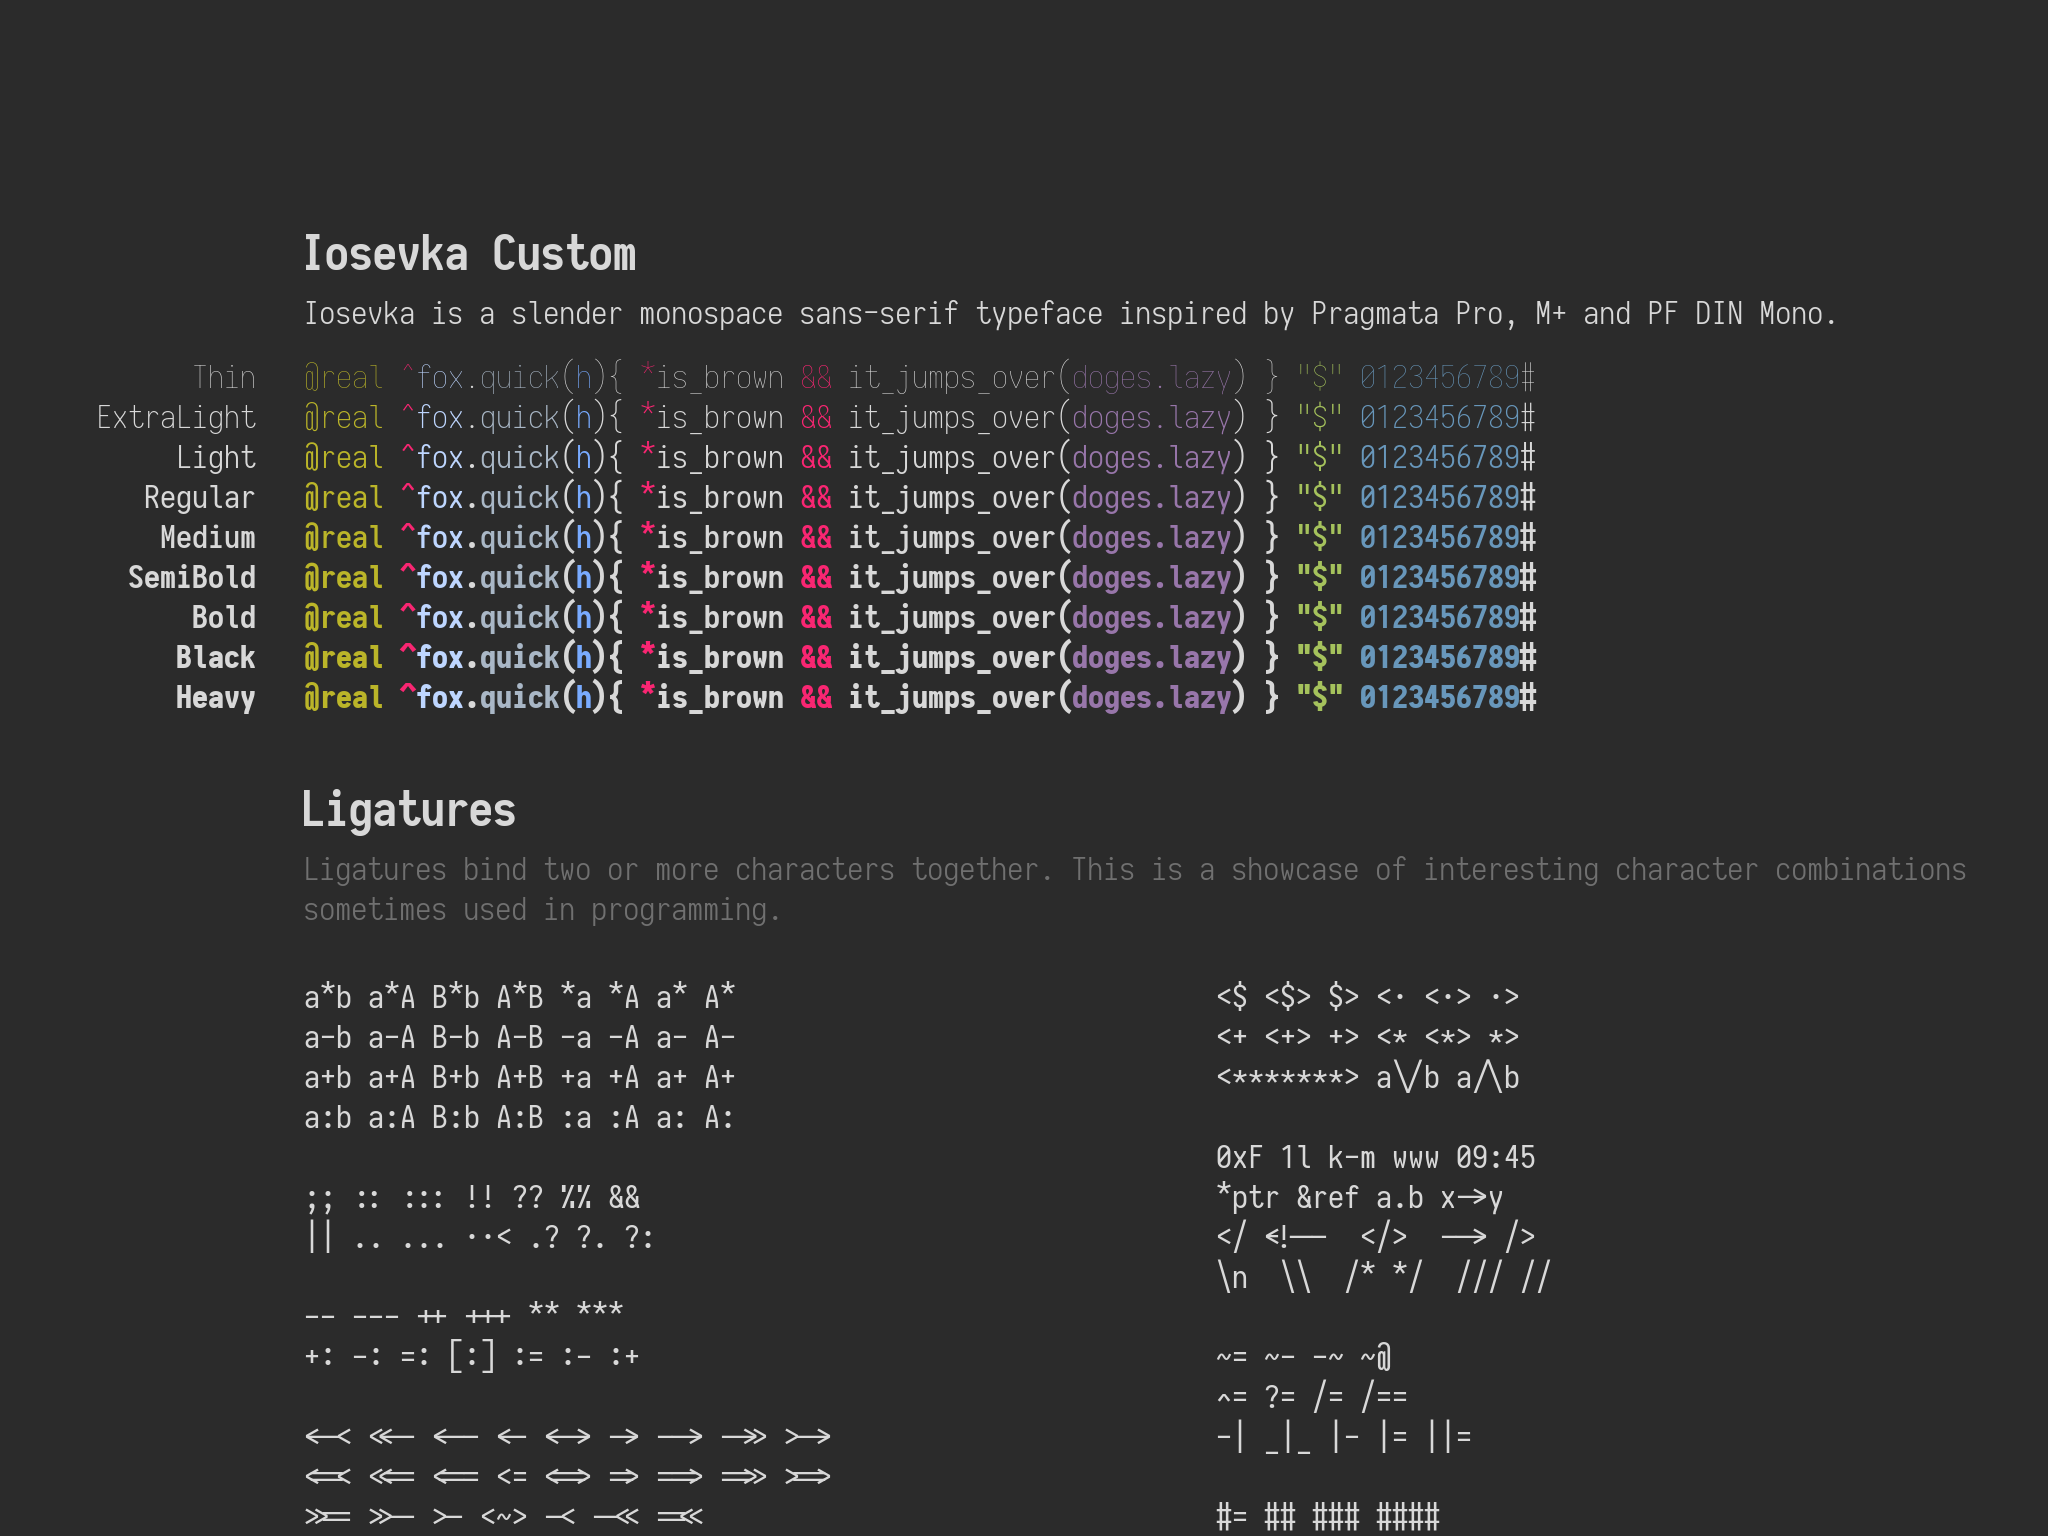 Iosevka Custom
Iosevka is a slender monospace sans-serif typeface inspired by Pragmata Pro, M+ and PF DIN Mono.
Thin @real ^fox.quick(h){ *is_brown && it_jumps_over(doges.lazy) } "$" 0123456789#
ExtraLight @real ^fox.quick(h){ *is_brown && it_jumps_over(doges.lazy) } "$" 0123456789#
Light @real ^fox.quick(h){ *is_brown && it_jumps_over(doges.lazy) } "$" 0123456789#
Regular @real ^fox.quick(h){ *is_brown && it_jumps_over(doges.lazy) } "$" 0123456789#
Medium @real ^fox.quick(h){ *is_brown && it_jumps_over(doges.lazy) } "$" 0123456789#
SemiBold @real ^fox.quick(h){ *is_brown && it_jumps_over(doges.lazy) } "$" 0123456789#
Bold @real ^fox.quick(h){ *is_brown && it_jumps_over(doges.lazy) } "$" 0123456789#
Black @real ^fox.quick(h){ *is_brown && it_jumps_over(doges.lazy) } "$" 0123456789#
Heavy @real ^fox.quick(h){ *is_brown && it_jumps_over(doges.lazy) } "$" 0123456789#
Ligatures
Ligatures bind two or more characters together. This is a showcase of interesting character combinations
sometimes used in programming.
a*b a*A B*b A*B *a *A a* A*
a-b a-A B-b A-B -a -A a- A-
a+b a+A B+b A+B +a +A a+ A+
a:b a:A B:b A:B :a :A a: A:
;; :: ::: !! ?? %% &&
|| .. ... ..< .? ?. ?:
-- --- ++ +++ ** ***
+: -: =: [:] := :- :+
<-< <<- <-- <- <-> -> --> ->> >->
<=< <<= <== <= <=> => ==> =>> >=>
>>= >>- >- <~> -< -<< =<<
<$ <$> $> <. <.> .>
<+ <+> +> <* <*> *>
<*******> a\/b a/\b
0xF 1l k-m www 09:45
*ptr &ref a.b x->y
</ <!-- </> --> />
\n \\ /* */ /// //
~= ~- -~ ~@
^= ?= /= /==
-| _|_ |- |= ||=
#= ## ### ####